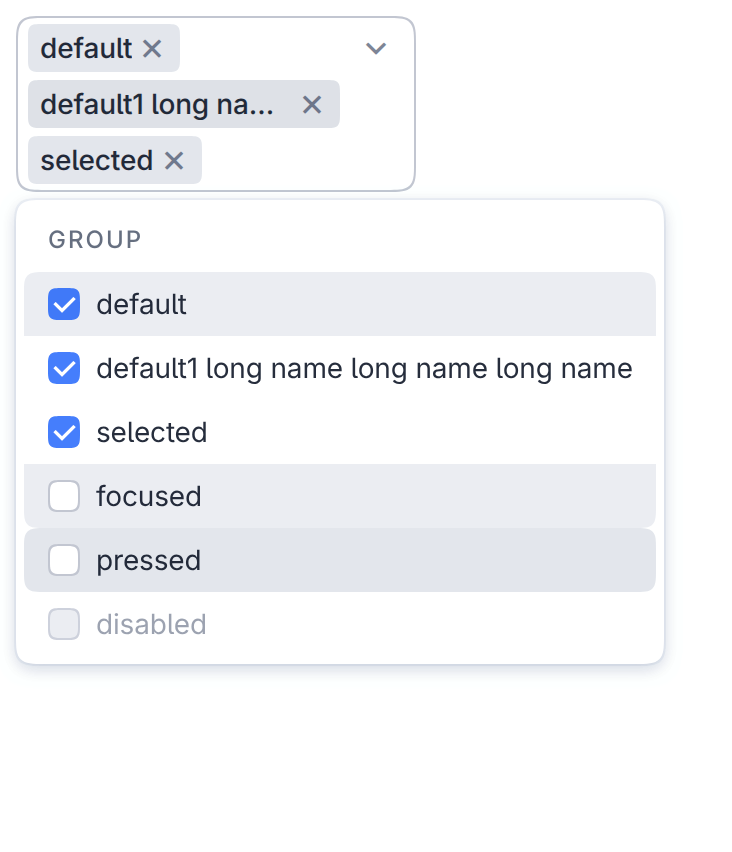 default
default1 long na...
selected
GROUP
default
default1 long name long name long name
selected
focused
pressed
disabled